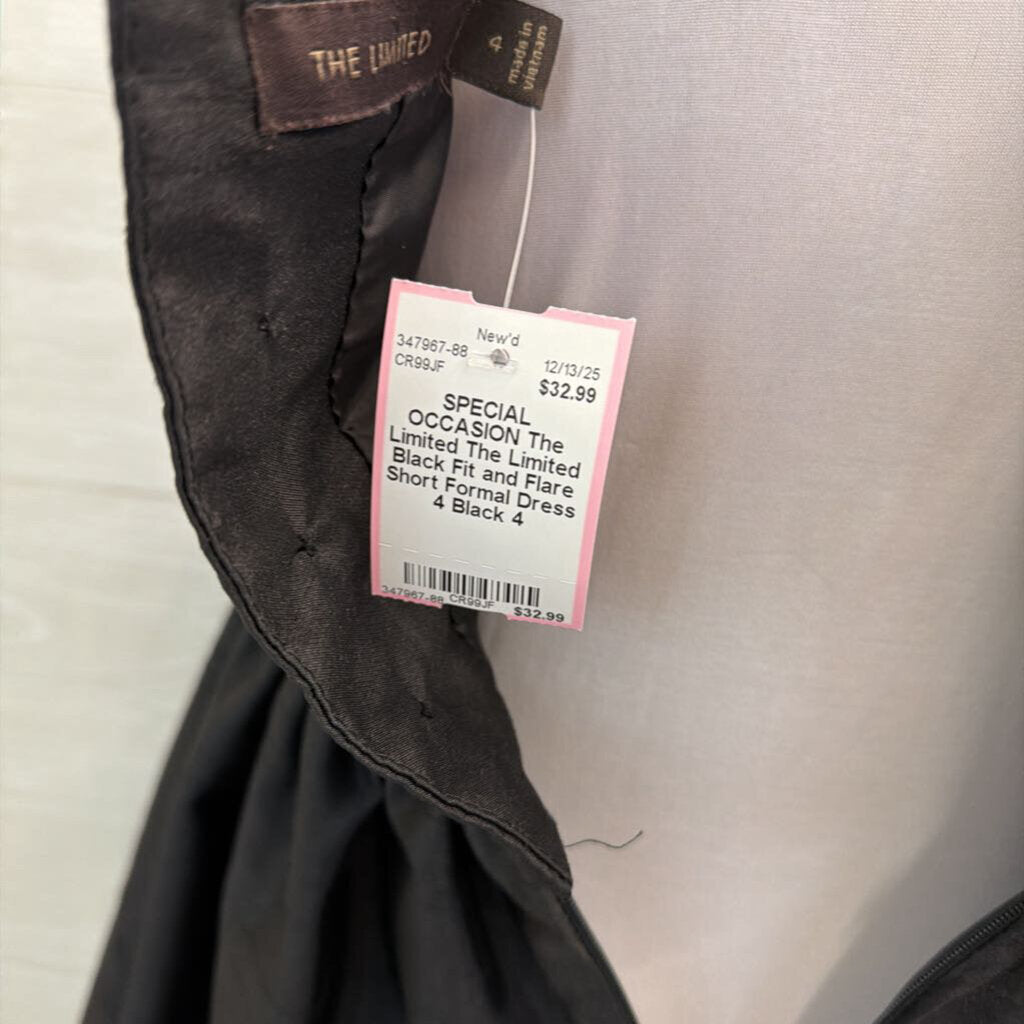 THE LIMITED
4
made in
vietnam
New'd
347967-88
CR99JF
12/13/25
$32.99
SPECIAL
OCCASION The
Limited The Limited
Black Fit and Flare
Short Formal Dress
4 Black 4
347967-88 CR99JF $32.99